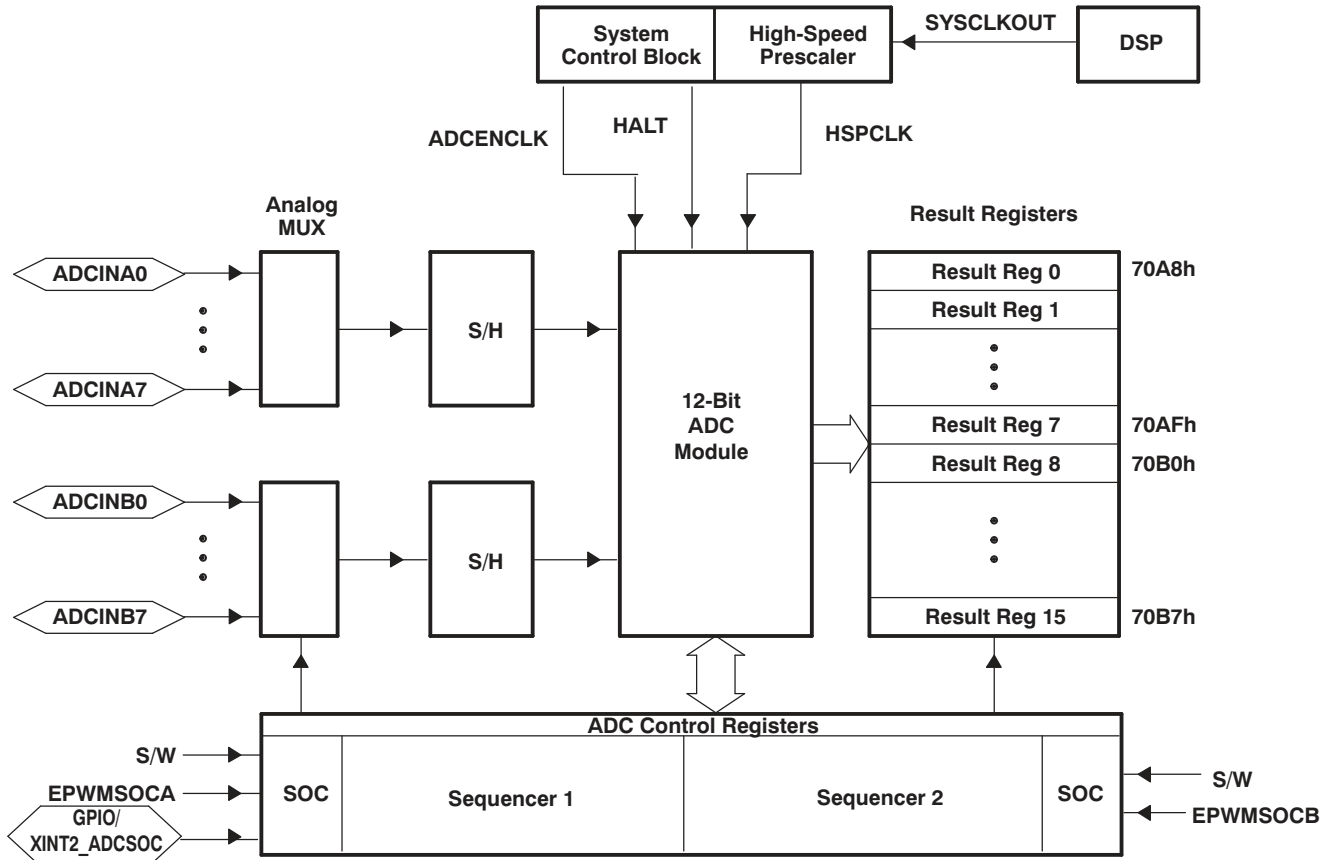 System
Control Block
High-Speed
Prescaler
SYSCLKOUT
DSP
ADCENCLK
HALT
HSPCLK
Analog
MUX
Result Registers
ADCINA0
ADCINA7
S/H
12-Bit
ADC
Module
Result Reg 0
70A8h
Result Reg 1
Result Reg 7
70AFh
Result Reg 8
70B0h
ADCINB0
ADCINB7
S/H
Result Reg 15
70B7h
ADC Control Registers
S/W
EPWMSOCA
GPIO/
XINT2_ADCSOC
SOC
Sequencer 1
Sequencer 2
SOC
S/W
EPWMSOCB